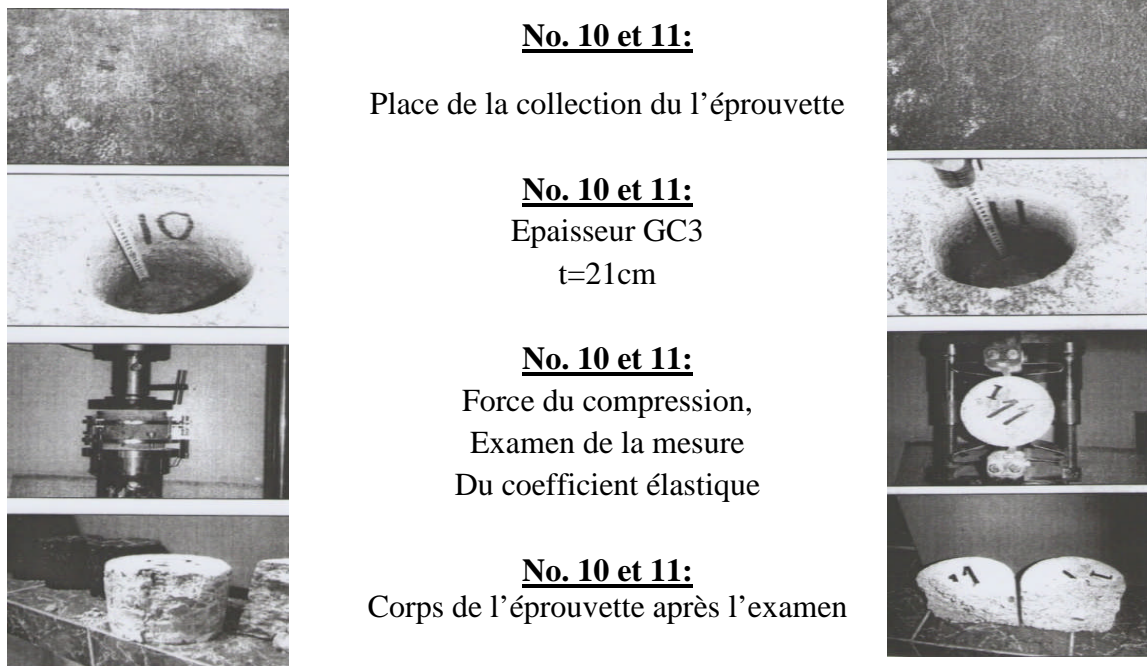 No. 10 et 11:
Place de la collection du l’éprouvette
No. 10 et 11:
Epaisseur GC3
t=21cm
No. 10 et 11:
Force du compression,
Examen de la mesure
Du coefficient élastique
No. 10 et 11:
Corps de l’éprouvette après l’examen
10
11